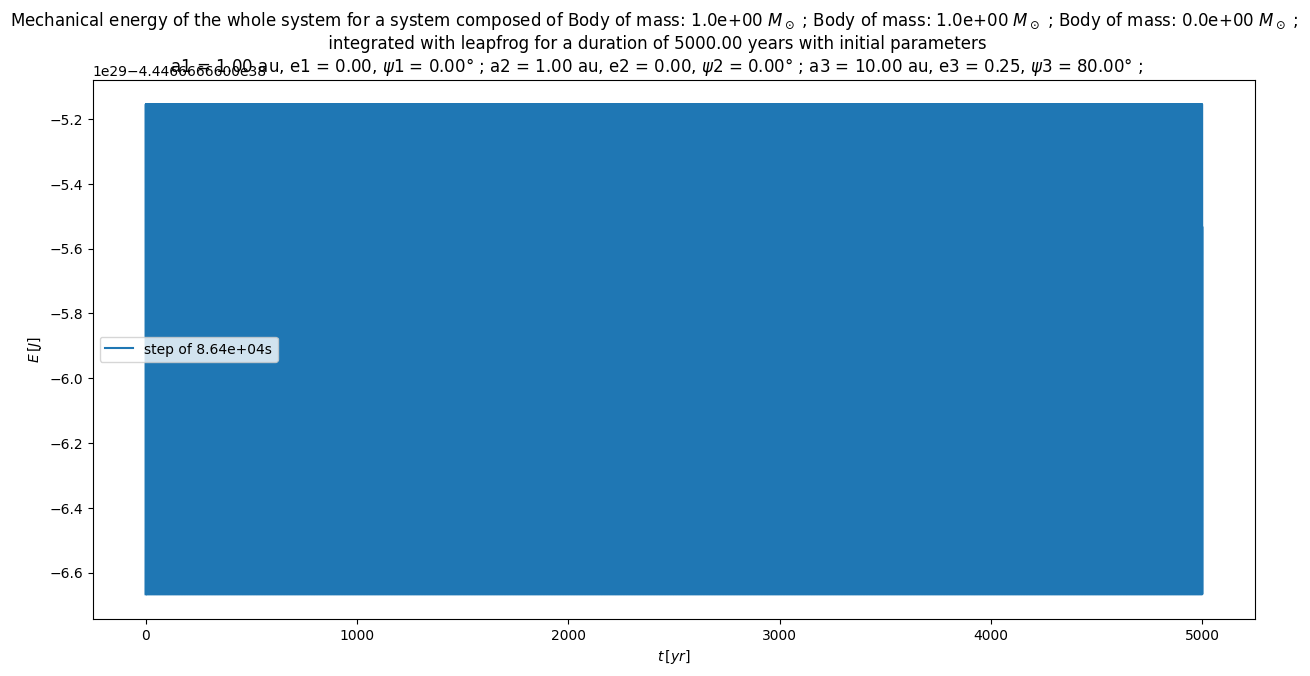 Mechanical energy of the whole system for a system composed of Body of mass: 1.0e+00 $M_\odot$ ; Body of mass: 1.0e+00 $M_\odot$ ; Body of mass: 0.0e+00 $M_\odot$ ;
integrated with leapfrog for a duration of 5000.00 years with initial parameters
a1 = 1.00 au, e1 = 0.00, ψ1 = 0.00° ; a2 = 1.00 au, e2 = 0.00, ψ2 = 0.00° ; a3 = 10.00 au, e3 = 0.25, ψ3 = 80.00° ;
1e29−4.4466666600e38
−5.2
−5.4
−5.6
−5.8
−6.0
−6.2
−6.4
−6.6
E [J]
step of 8.64e+04s
0
1000
2000
3000
4000
5000
t [yr]